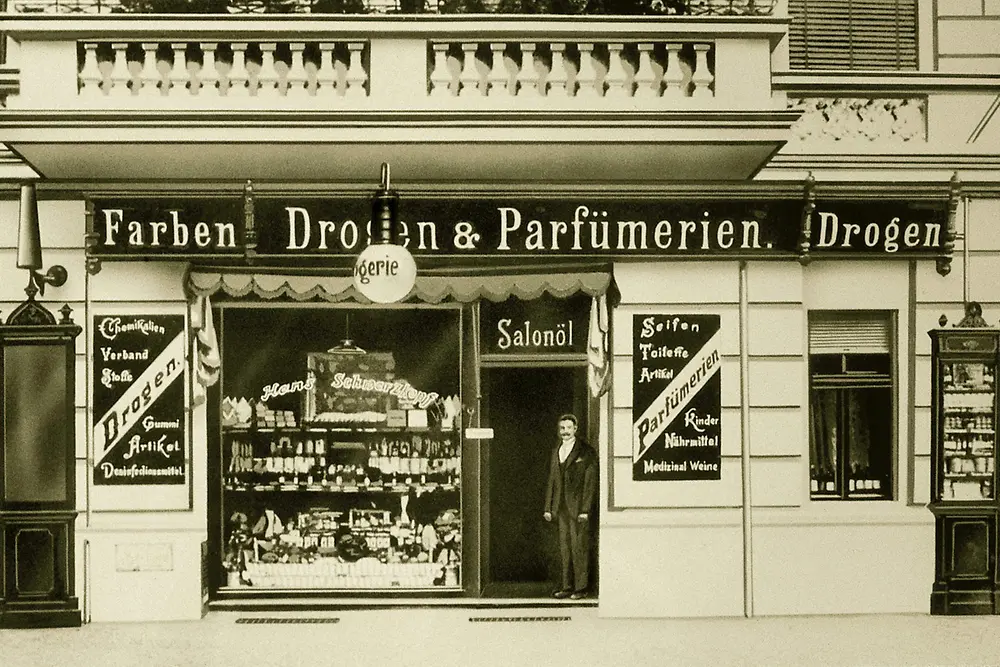 Farben
Drogen & Parfümerien.
Drogen
ogerie
Salonöl
Hans Schwarzkopf
Chemikalien
Verband
Stoffe
Drogen.
Gummi
Artikel
Desinfectionsmittel.
Seifen
Toilette
Artikel
Parfümerien
Kinder
Nährmittel
Medizinal Weine